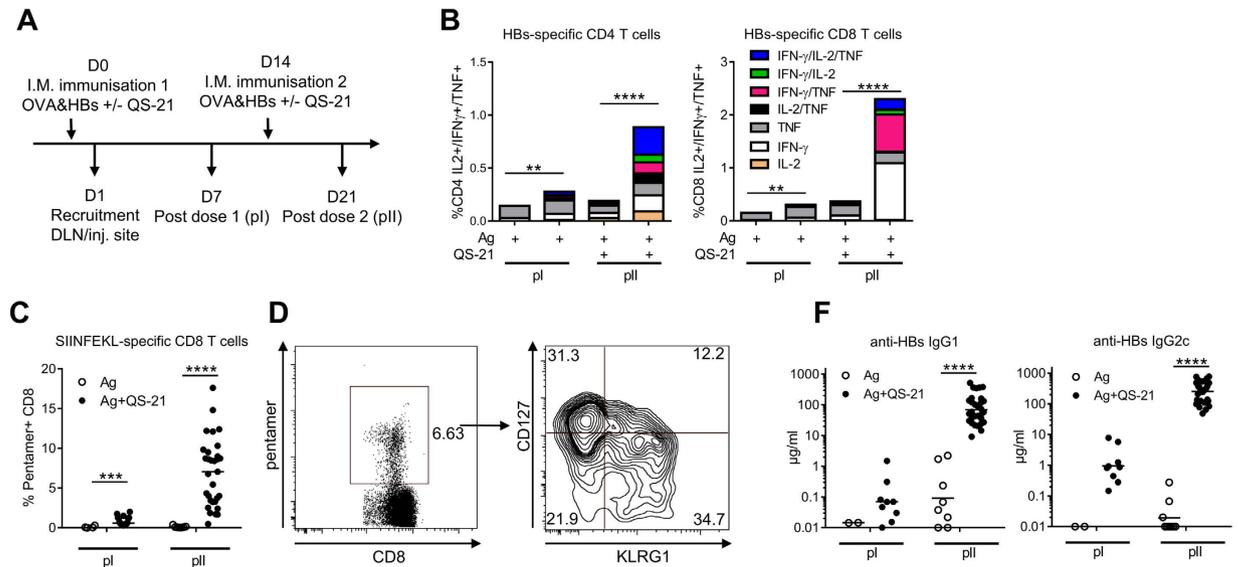 A
D0
I.M. immunisation 1
OVA&HBs +/- QS-21
D14
I.M. immunisation 2
OVA&HBs +/- QS-21
D1
Recruitment
DLN/inj. site
D7
Post dose 1 (pI)
D21
Post dose 2 (pII)
B
HBs-specific CD4 T cells
%CD4 IL2+/IFNγ+/TNF+
1.5
1.0
0.5
0.0
**
****
Ag + + + +
QS-21 + +
pI
pII
HBs-specific CD8 T cells
%CD8 IL2+/IFNγ+/TNF+
3
2
1
0
IFN-γ/IL-2/TNF
IFN-γ/IL-2
IFN-γ/TNF
IL-2/TNF
TNF
IFN-γ
IL-2
**
****
+ + + +
+ +
pI
pII
C
SIINFEKL-specific CD8 T cells
% Pentamer+ CD8
20
15
10
5
0
Ag
Ag+QS-21
***
****
pI
pII
D
pentamer
CD8
6.63
CD127
KLRG1
31.3
12.2
21.9
34.7
F
anti-HBs IgG1
µg/ml
1000
100
10
1
0.1
0.01
Ag
Ag+QS-21
****
pI
pII
anti-HBs IgG2c
µg/ml
1000
100
10
1
0.1
0.01
Ag
Ag+QS-21
****
pI
pII